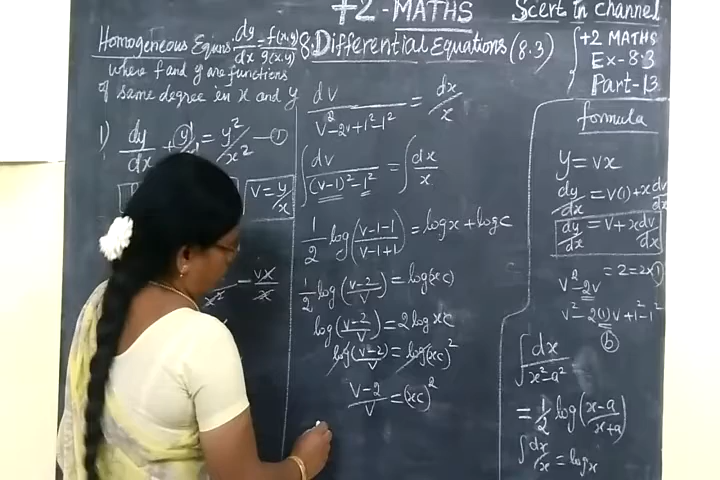 +2 - MATHS
Scert in channel
8. Differential Equations (8.3)
+2 MATHS
Ex-8.3
Part-13
Homogeneous Equns. dy/dx = f(x,y)/g(x,y)
where f and y are functions
of same degree in x and y
1) dy/dx + y/ = y²/x² —①
v = y/x
- vx/x
dv/v²-2v+1²-1² = dx/x
∫ dv/(v-1)²-1² = ∫ dx/x
1/2 log (v-1-1/v-1+1) = log x + log c
1/2 log (v-2/v) = log(xc)
log (v-2/v) = 2 log xc
log (v-2)/v = log (xc)²
v-2/v = (xc)²
formula
y = vx
dy/dx = v(1) + x dv/dx
dy/dx = v + x dv/dx
v² - 2v = 2 = 2x①
v² - 2(1)v + 1² - 1²
b
∫ dx/x²-a²
= 1/2 log (x-a/x+a)
∫ dx/x = log x